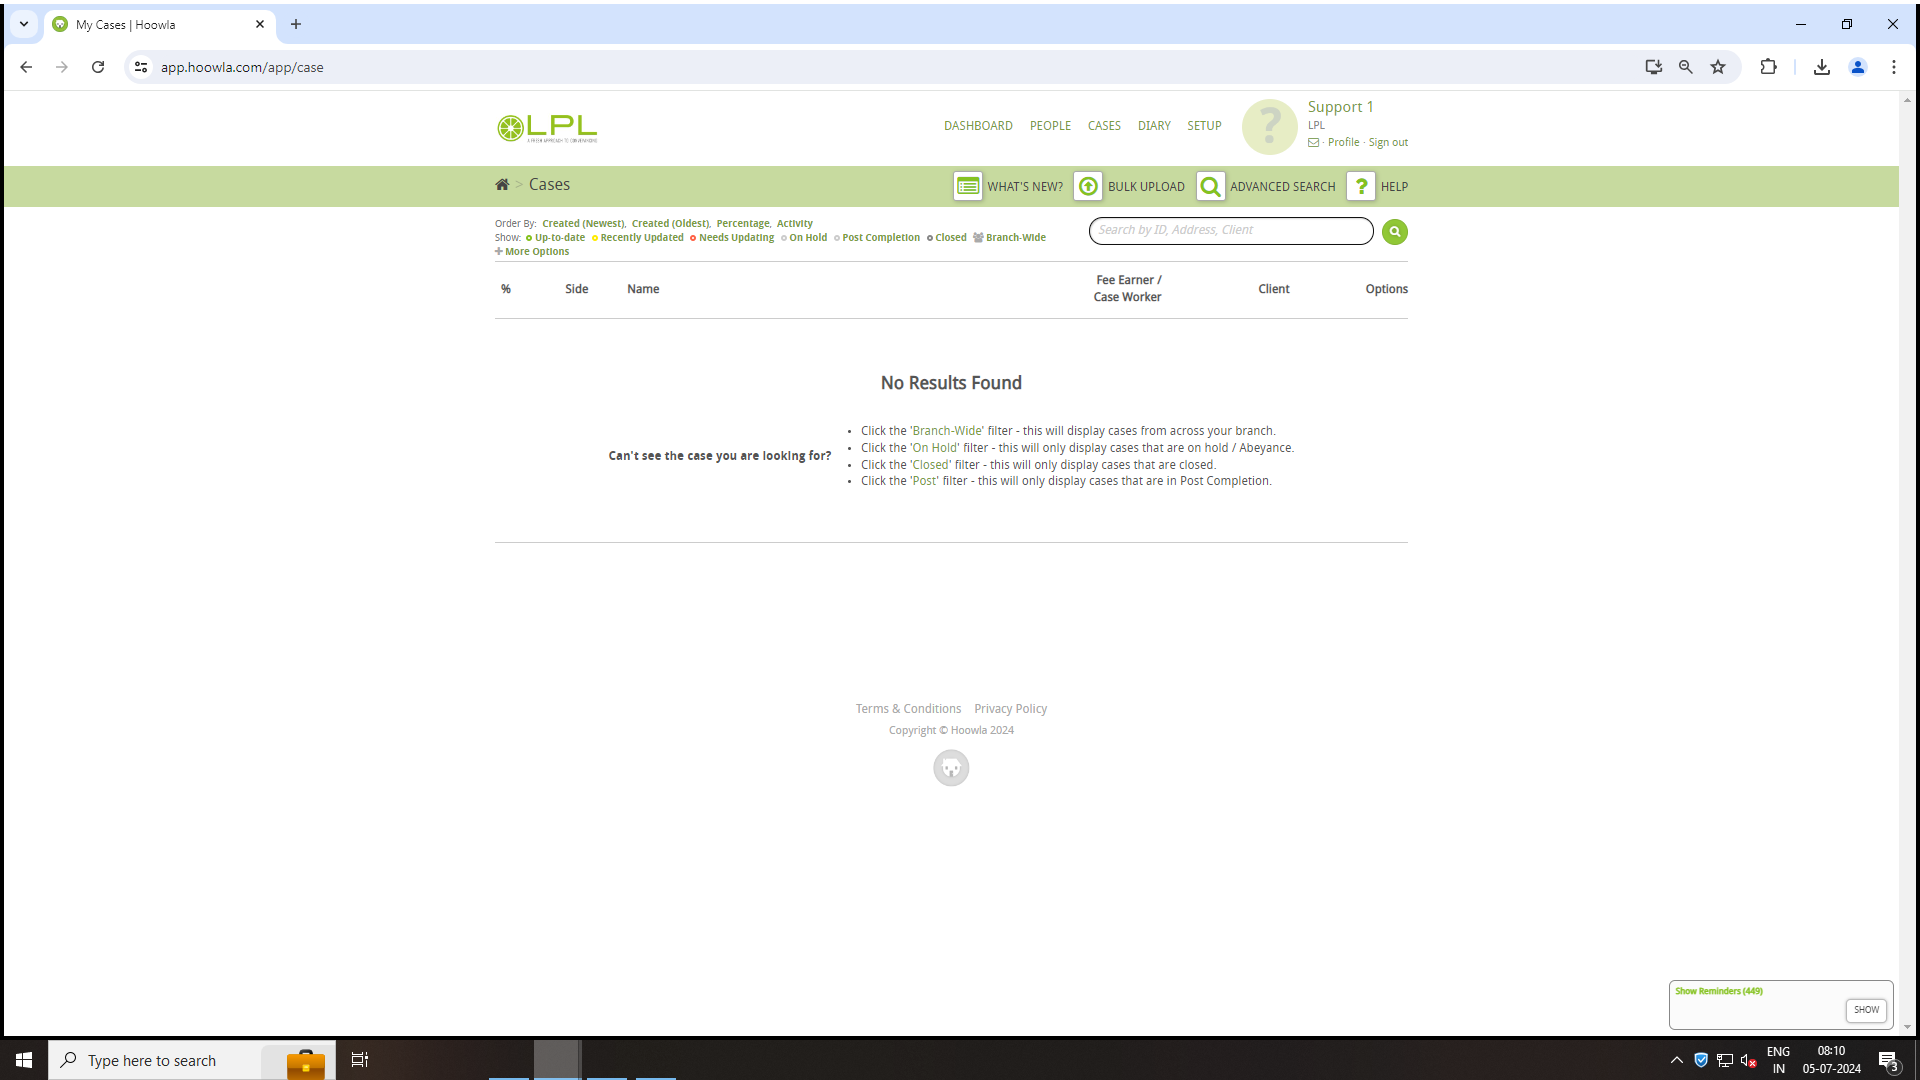 My Cases | Hoowla
app.hoowla.com/app/case
LPL
A FRESH APPROACH TO CONVEYANCING
DASHBOARD PEOPLE CASES DIARY SETUP
?
Support 1
LPL
· Profile · Sign out
> Cases
WHAT'S NEW? BULK UPLOAD ADVANCED SEARCH ? HELP
Order By: Created (Newest), Created (Oldest), Percentage, Activity
Show: Up-to-date Recently Updated Needs Updating On Hold Post Completion Closed Branch-Wide
More Options
Search by ID, Address, Client
% Side Name Fee Earner / Case Worker Client Options
No Results Found
Can't see the case you are looking for?
• Click the 'Branch-Wide' filter - this will display cases from across your branch.
• Click the 'On Hold' filter - this will only display cases that are on hold / Abeyance.
• Click the 'Closed' filter - this will only display cases that are closed.
• Click the 'Post' filter - this will only display cases that are in Post Completion.
Terms & Conditions Privacy Policy
Copyright © Hoowla 2024
Show Reminders (449)
SHOW
Type here to search
ENG
IN
08:10
05-07-2024
3